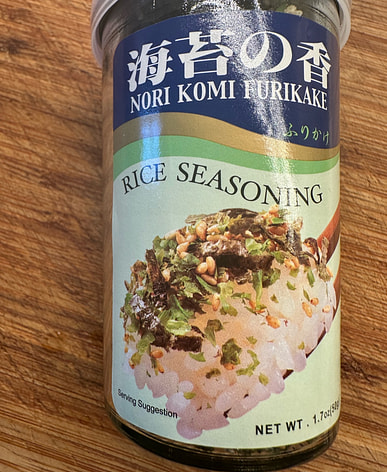 海苔の香
NORI KOMI FURIKAKE
ふりかけ
RICE SEASONING
Serving Suggestion
NET WT. 1.7oz(50g